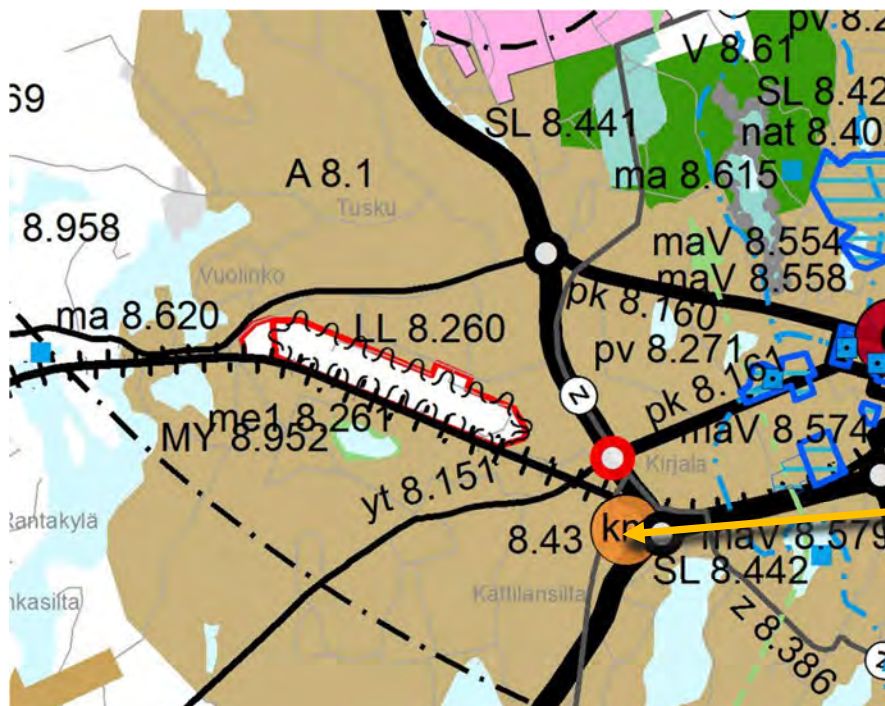 pv 8.2
V 8.61
69
SL 8.42
SL 8.441
nat 8.40
A 8.1
ma 8.615
Tusku
8.958
maV 8.554
Vuolinko
maV 8.558
pk 8.160
ma 8.620
LL 8.260
pv 8.271
pk 8.161
z
me1 8.261
MY 8.952
maV 8.574
Kirjala
yt 8.151
Rantakylä
km
8.43
maV 8.579
SL 8.442
Kattilansilta
nkasilta
z 8.386
z